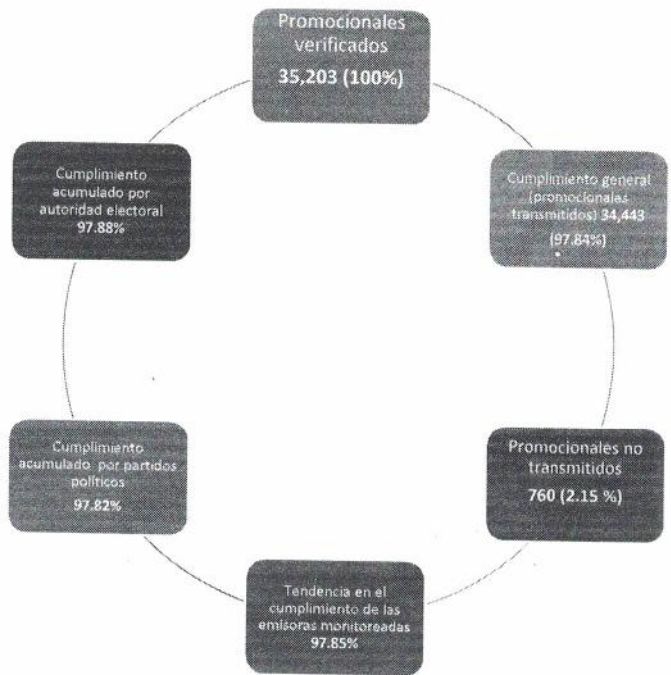 Promocionales
verificados
35,203 (100%)
Cumplimiento general
(promocionales
transmitidos) 34,443
(97.84%)
Promocionales no
transmitidos
760 (2.15 %)
Tendencia en el
cumplimiento de las
emisoras monitoreadas
97.85%
Cumplimiento
acumulado por partidos
políticos
97.82%
Cumplimiento
acumulado por
autoridad electoral
97.88%